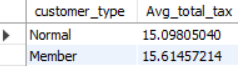 customer_type Avg_total_tax
Normal 15.09805040
Member 15.61457214